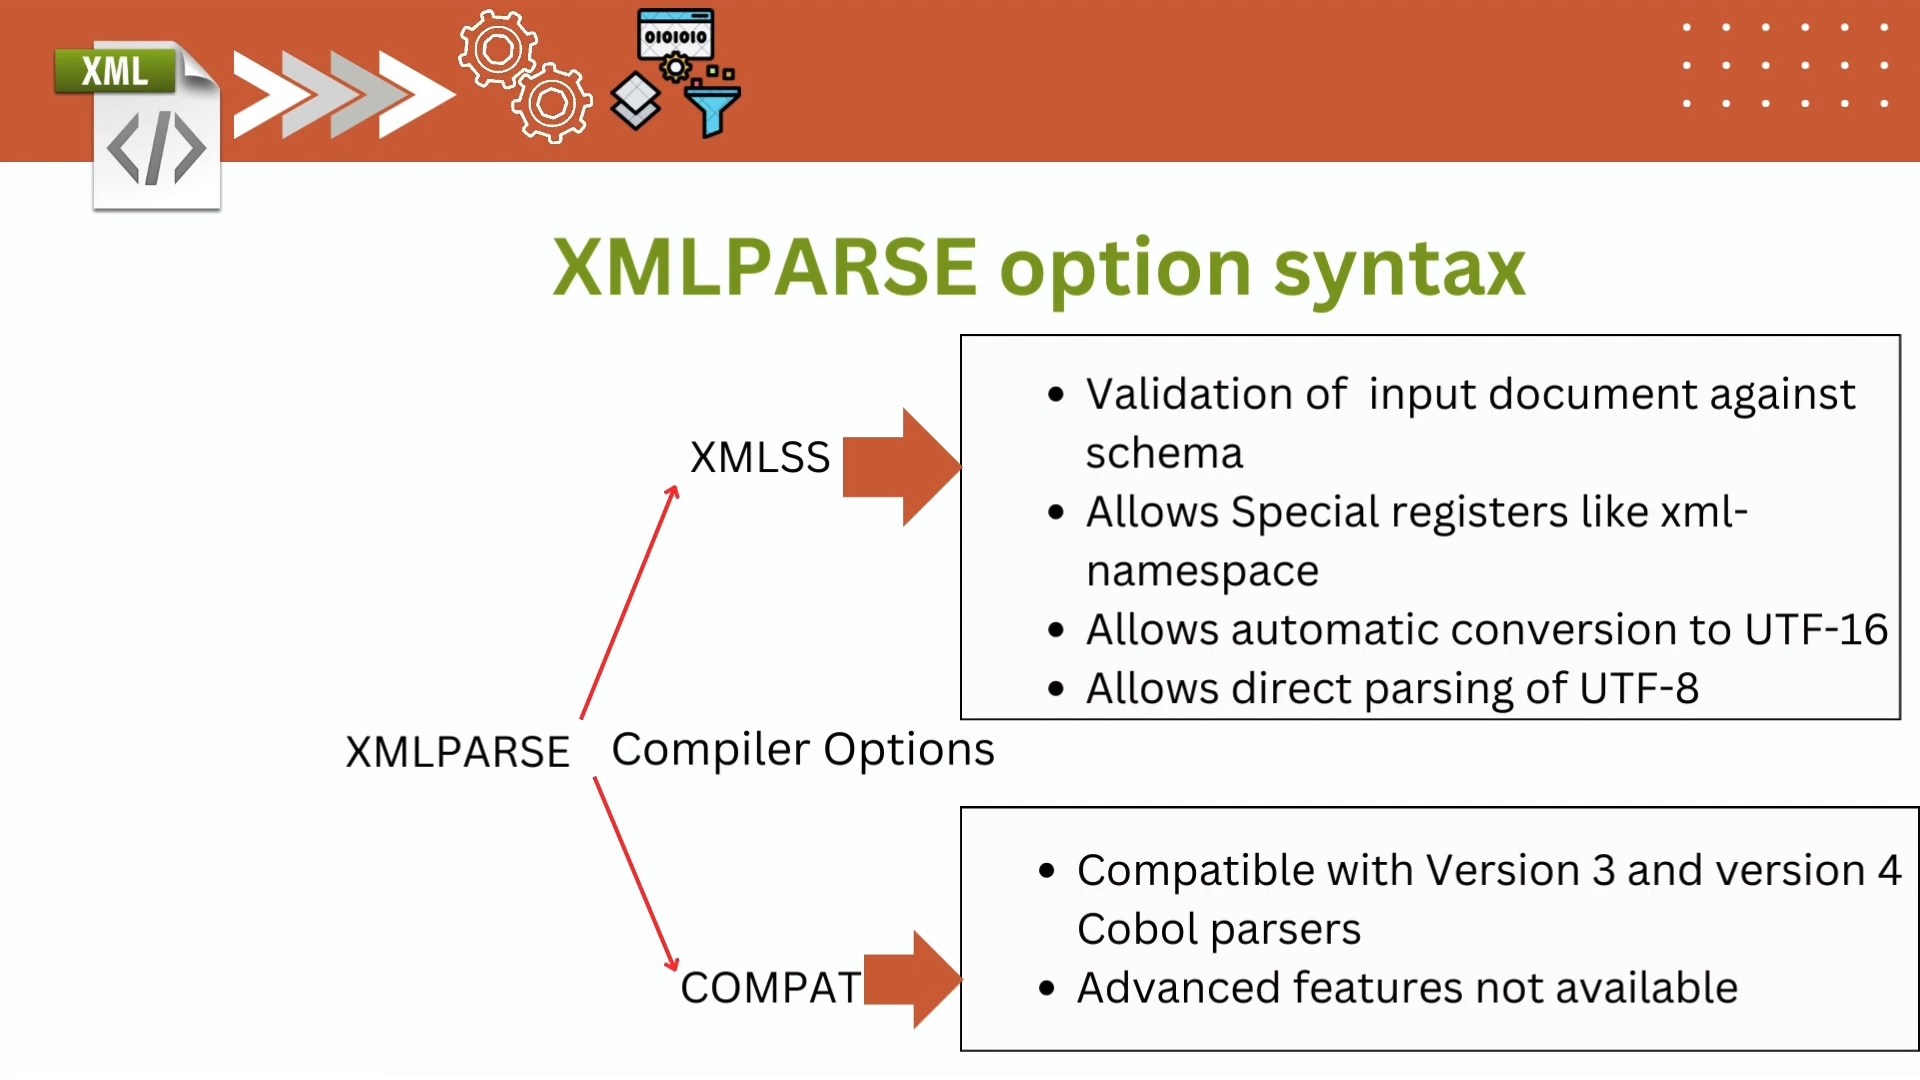 XML
</>
0101010
XMLPARSE option syntax
XMLSS
• Validation of  input document against
schema
• Allows Special registers like xml-
namespace
• Allows automatic conversion to UTF-16
• Allows direct parsing of UTF-8
XMLPARSE Compiler Options
COMPAT
• Compatible with Version 3 and version 4
Cobol parsers
• Advanced features not available